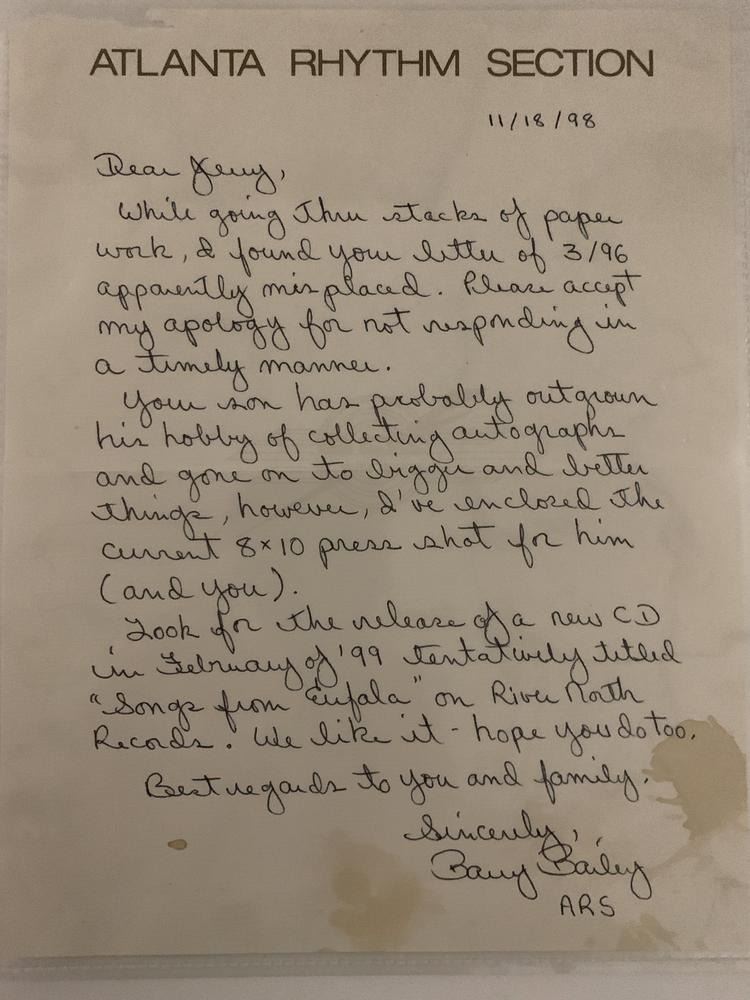 ATLANTA RHYTHM SECTION
11/18/98
Dear Jerry,
While going thru stacks of paper
work, I found your letter of 3/96
apparently misplaced. Please accept
my apology for not responding in
a timely manner.
Your son has probably outgrown
his hobby of collecting autographs
and gone on to bigger and better
things, however, I've enclosed the
current 8x10 press shot for him
(and you).
Look for the release of a new CD
in February of '99 tentatively titled
"Songs from Eufala" on River North
Records. We like it - hope you do too.
Best regards to you and family.
Sincerely,
Barry Bailey
ARS